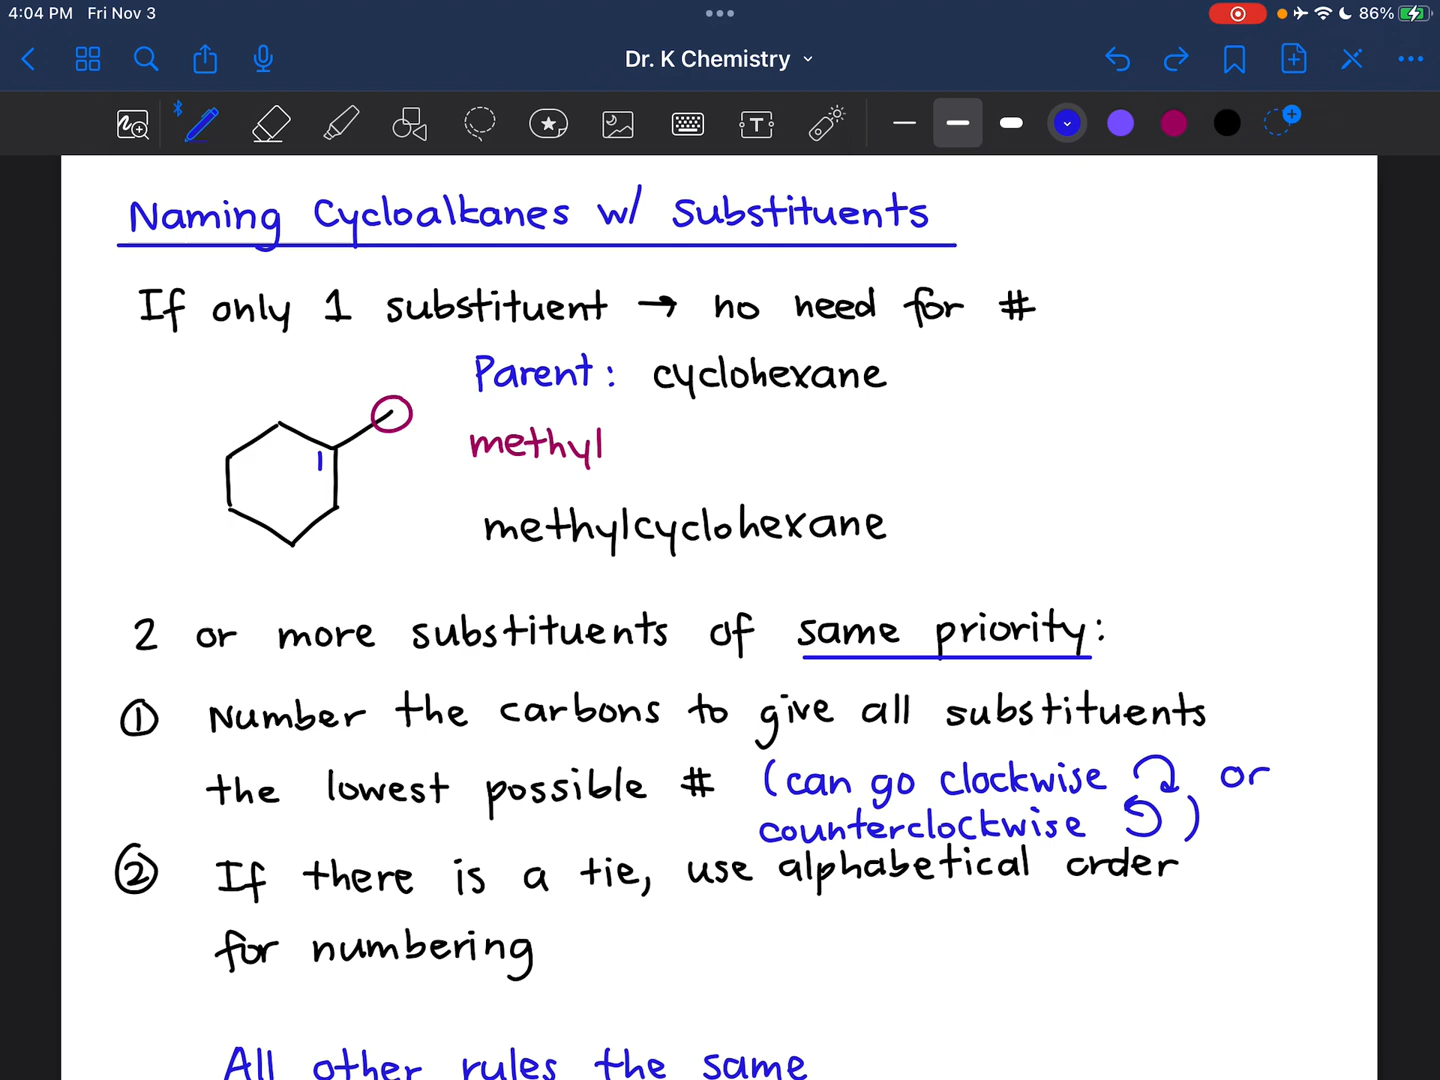 4:04 PM Fri Nov 3
86%
Dr. K Chemistry
Naming Cycloalkanes w/ Substituents
If only 1 substituent → no need for #
Parent: cyclohexane
1
methyl
methylcyclohexane
2 or more substituents of same priority:
① Number the carbons to give all substituents
the lowest possible # (can go clockwise ↷ or
counterclockwise ↶)
② If there is a tie, use alphabetical order
for numbering
All other rules the same